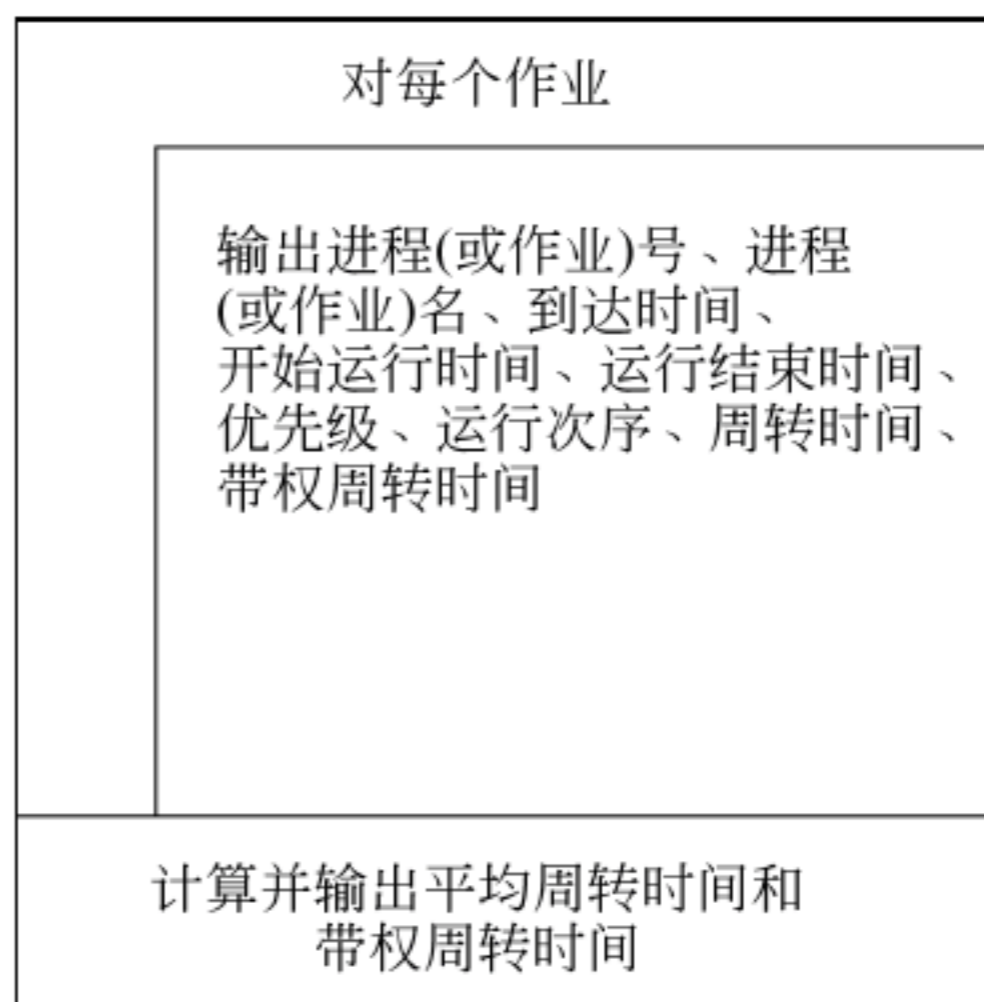 对每个作业
输出进程(或作业)号、进程
(或作业)名、到达时间、
开始运行时间、运行结束时间、
优先级、运行次序、周转时间、
带权周转时间
计算并输出平均周转时间和
带权周转时间